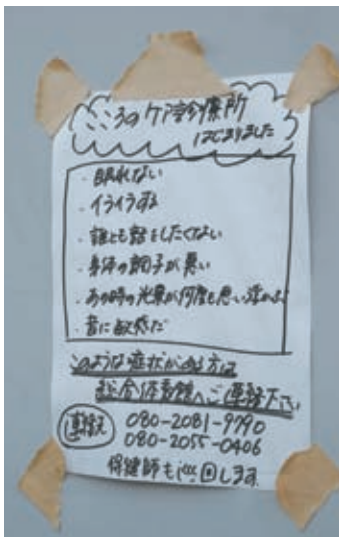 こころのケア診療所
はじまりました
・眠れない
・イライラする
・誰とも話をしたくない
・身体の調子が悪い
・あの時の光景が何度も思い浮かぶ
・音に敏感だ
このような症状がある方は
総合体育館へご連絡下さい
連絡先
080-2081-9790
080-2055-0406
保健師も巡回します